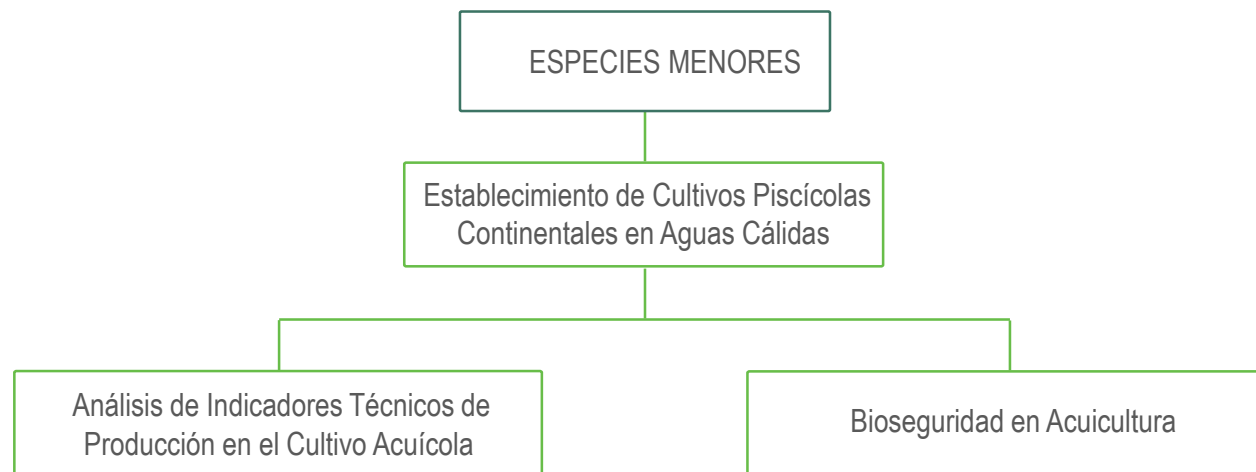 ESPECIES MENORES
Establecimiento de Cultivos Piscícolas
Continentales en Aguas Cálidas
Análisis de Indicadores Técnicos de
Producción en el Cultivo Acuícola
Bioseguridad en Acuicultura